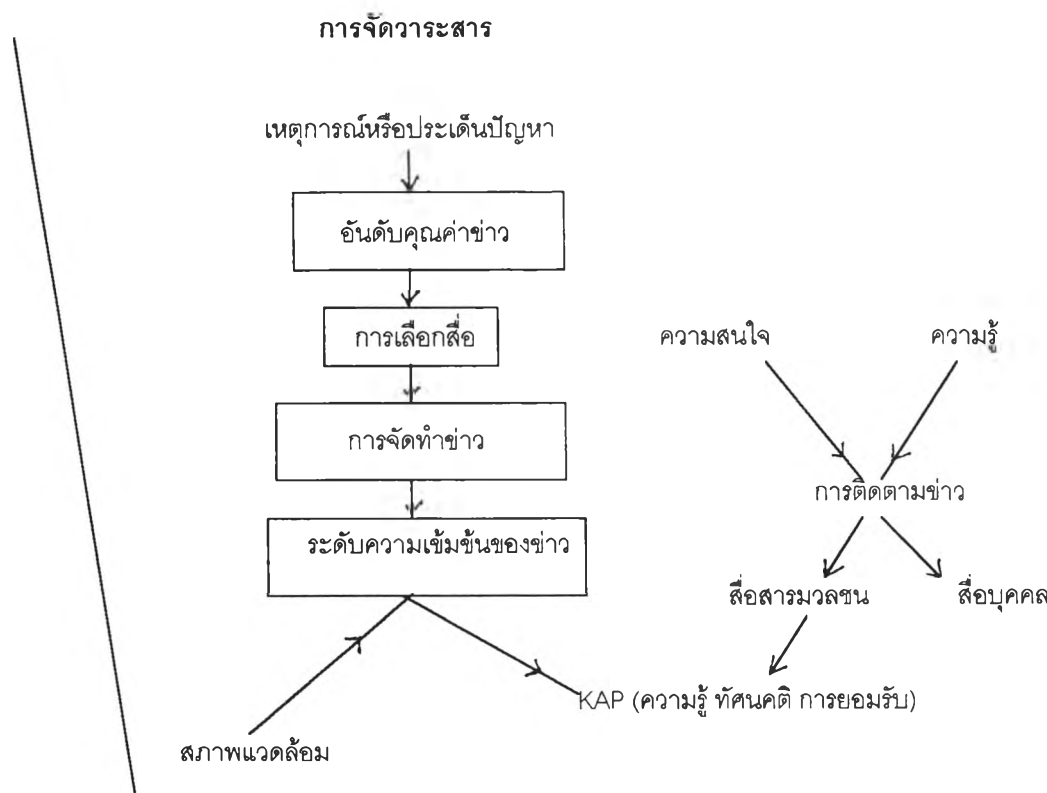 การจัดวาระสาร
เหตุการณ์หรือประเด็นปัญหา
อันดับคุณค่าข่าว
การเลือกสื่อ
การจัดทำข่าว
ระดับความเข้มข้นของข่าว
สภาพแวดล้อม
ความสนใจ
ความรู้
การติดตามข่าว
สื่อสารมวลชน
สื่อบุคคล
KAP (ความรู้ ทัศนคติ การยอมรับ)